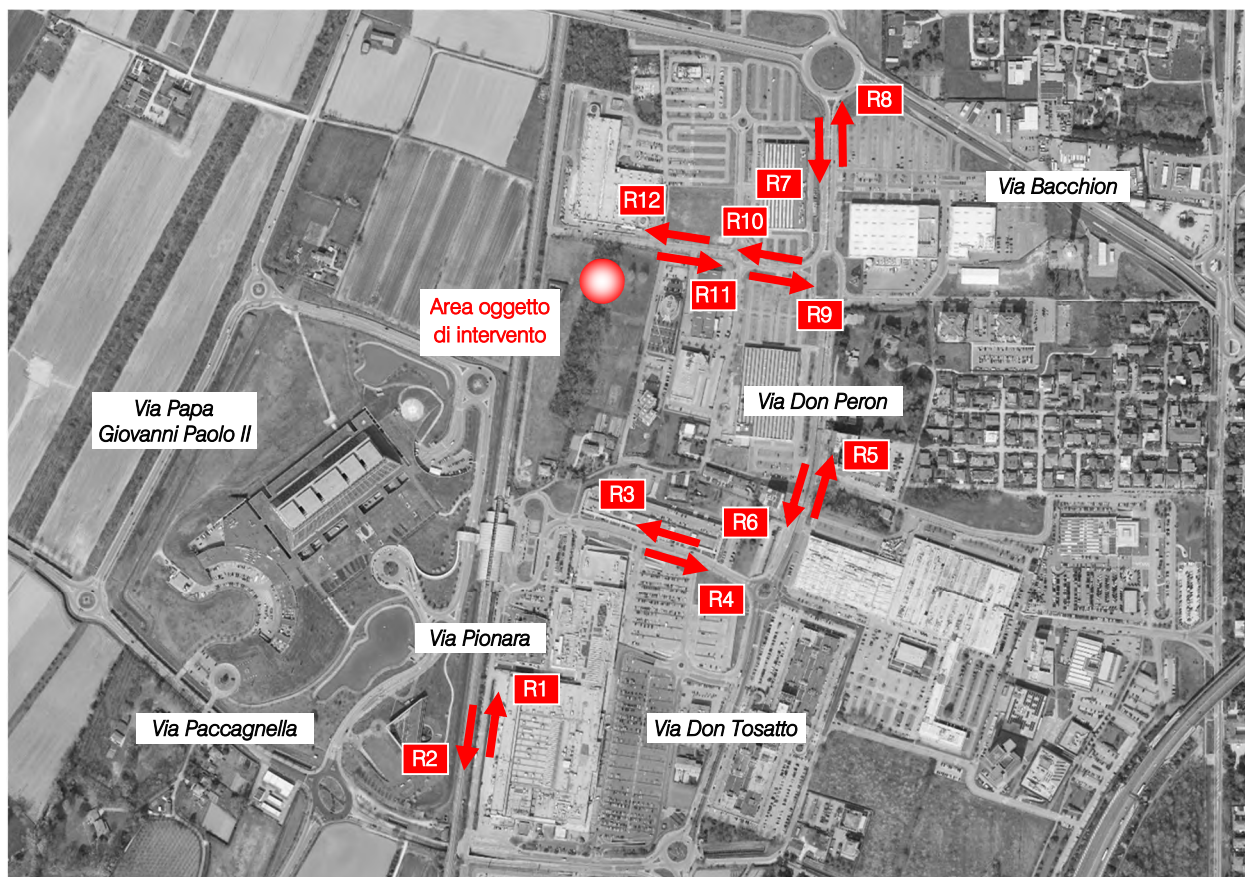 R8
R7
Via Bacchion
R12
R10
R11
R9
Area oggetto
di intervento
Via Papa
Giovanni Paolo II
Via Don Peron
R5
R3
R6
R4
Via Pionara
R1
Via Paccagnella
Via Don Tosatto
R2